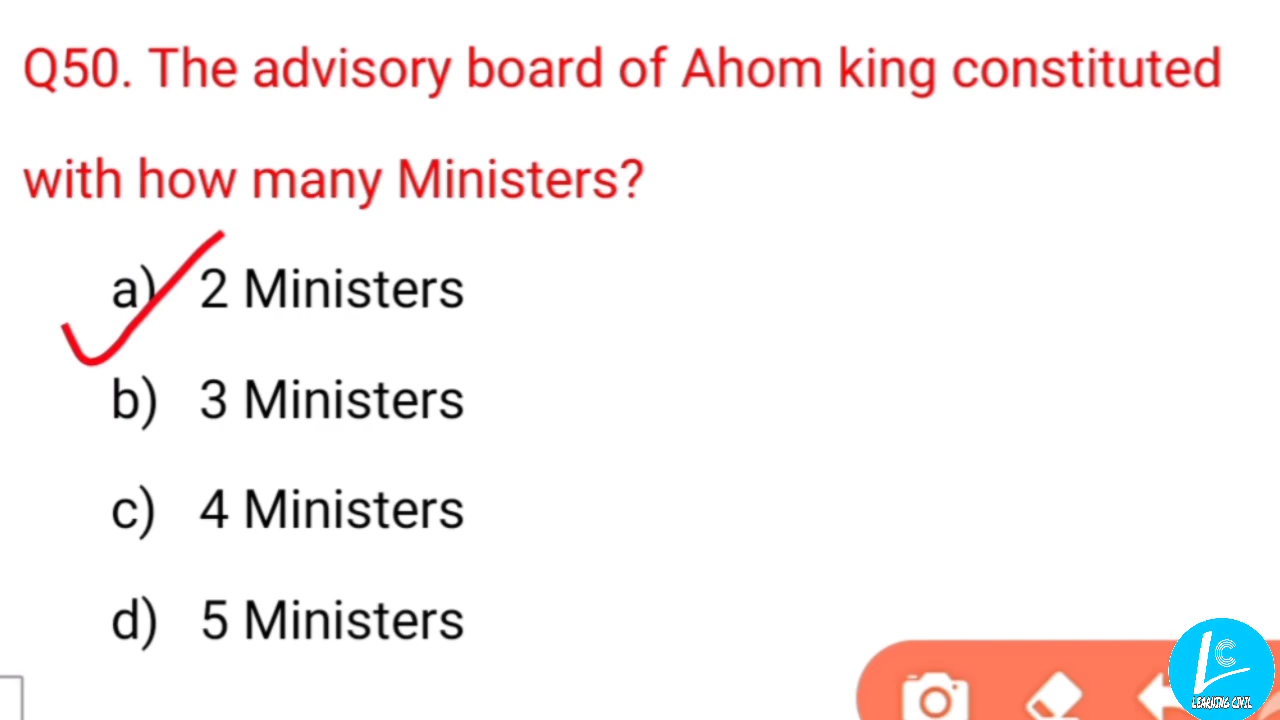 Q50. The advisory board of Ahom king constituted
with how many Ministers?
a) 2 Ministers
b) 3 Ministers
c) 4 Ministers
d) 5 Ministers
LC
LEARNING CIVIL